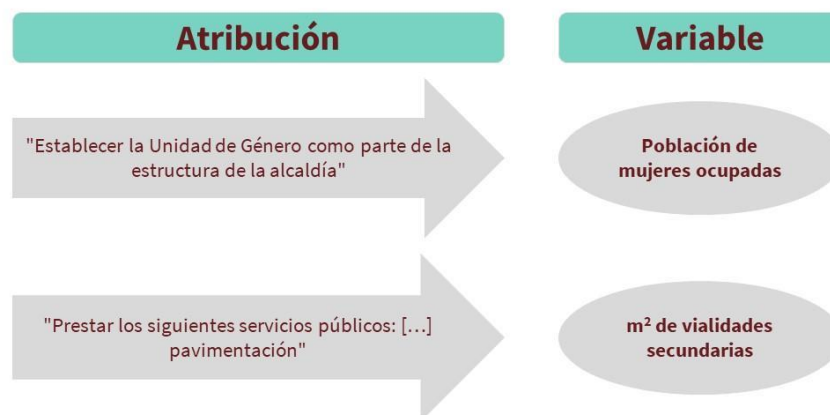 Atribución
Variable
"Establecer la Unidad de Género como parte de la
estructura de la alcaldía"
Población de
mujeres ocupadas
"Prestar los siguientes servicios públicos: [...]
pavimentación"
m² de vialidades
secundarias